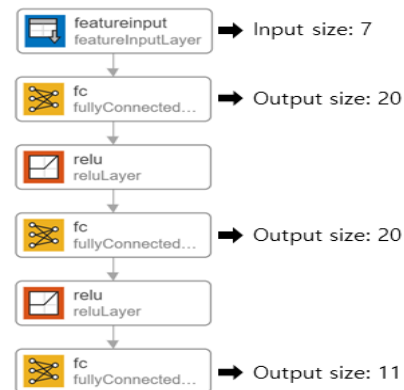 featureinput
featureInputLayer
Input size: 7
fc
fullyConnected...
Output size: 20
relu
reluLayer
fc
fullyConnected...
Output size: 20
relu
reluLayer
fc
fullyConnected...
Output size: 11